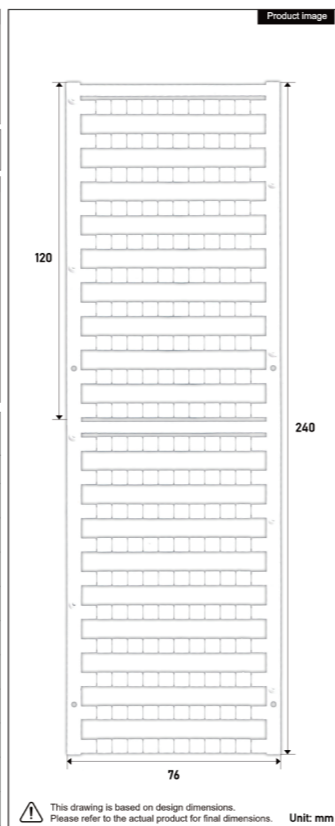 Product image
120
240
76
This drawing is based on design dimensions.
Please refer to the actual product for final dimensions.
Unit: mm